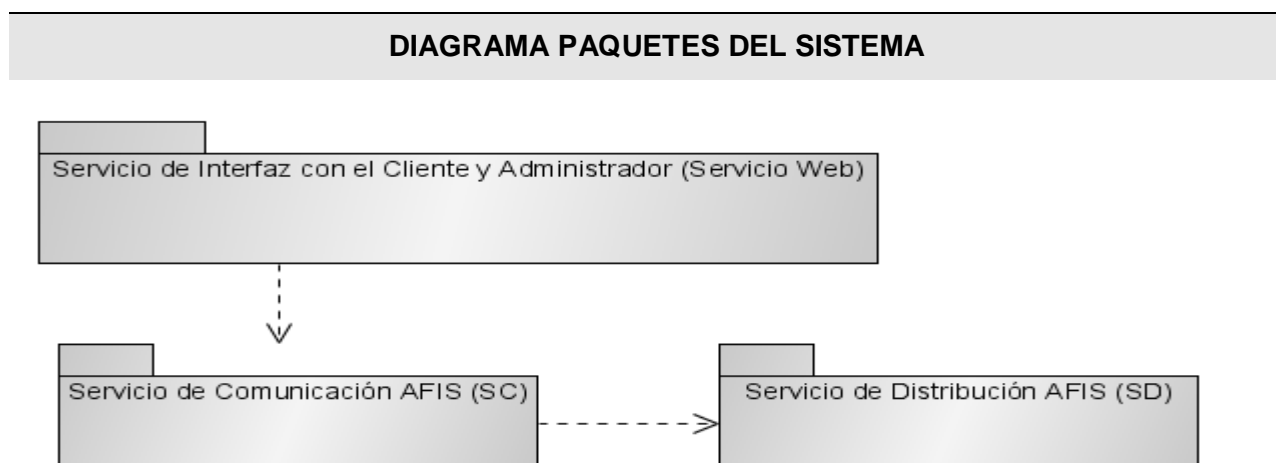 DIAGRAMA PAQUETES DEL SISTEMA
Servicio de Interfaz con el Cliente y Administrador (Servicio Web)
Servicio de Comunicación AFIS (SC)
Servicio de Distribución AFIS (SD)